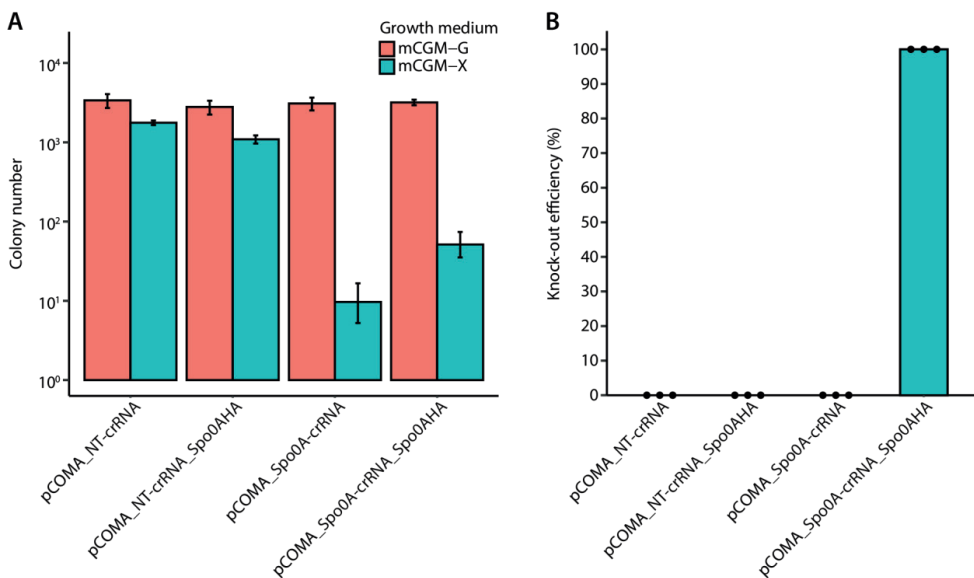 A
Growth medium
mCGM–G
mCGM–X
Colony number
10⁴
10³
10²
10¹
10⁰
pCOMA_NT-crRNA
pCOMA_NT-crRNA_Spo0AHA
pCOMA_Spo0A-crRNA
pCOMA_Spo0A-crRNA_Spo0AHA
B
Knock-out efficiency (%)
100
90
80
70
60
50
40
30
20
10
0
pCOMA_NT-crRNA
pCOMA_NT-crRNA_Spo0AHA
pCOMA_Spo0A-crRNA
pCOMA_Spo0A-crRNA_Spo0AHA